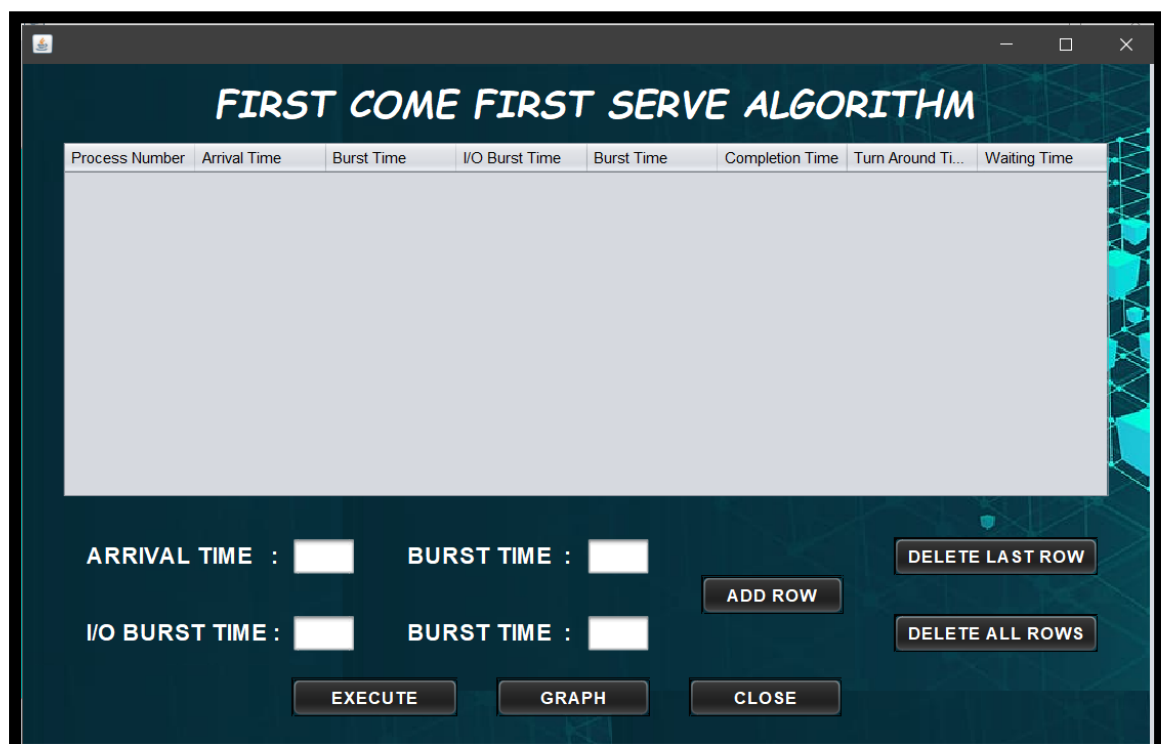 FIRST COME FIRST SERVE ALGORITHM
Process Number Arrival Time Burst Time I/O Burst Time Burst Time Completion Time Turn Around Ti... Waiting Time
ARRIVAL TIME : BURST TIME : DELETE LAST ROW
ADD ROW
I/O BURST TIME : BURST TIME : DELETE ALL ROWS
EXECUTE GRAPH CLOSE